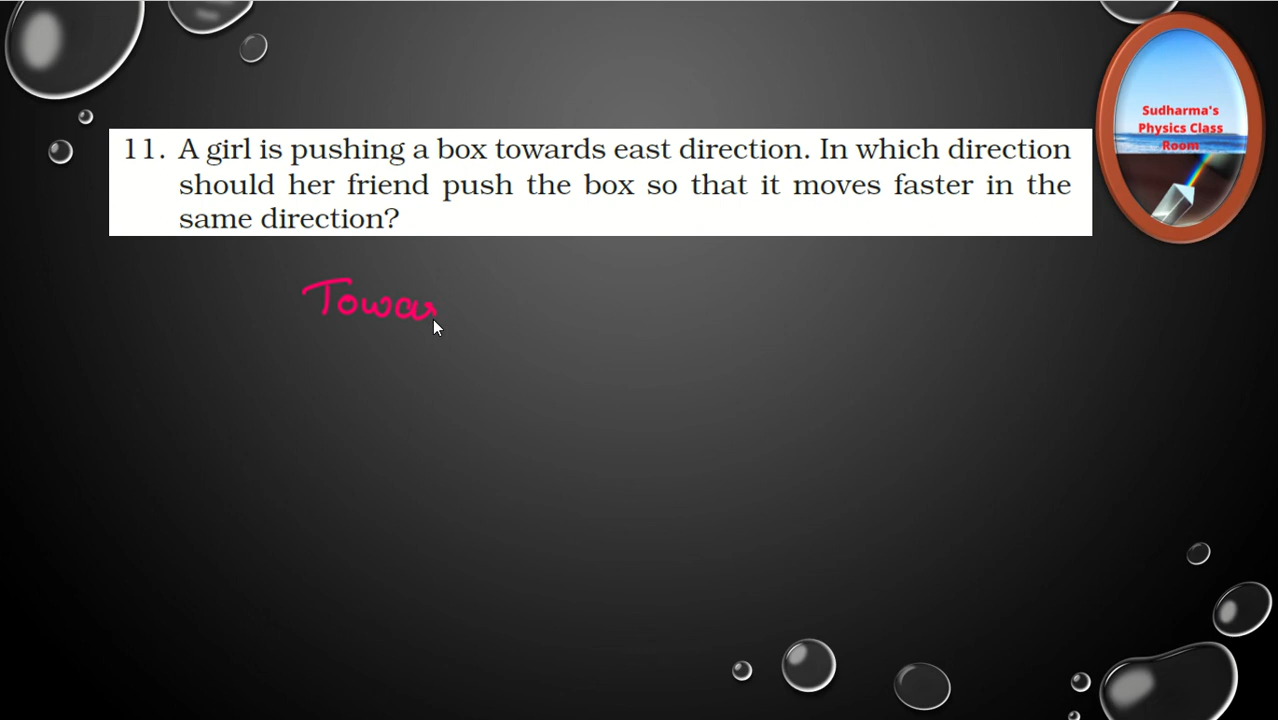 11. A girl is pushing a box towards east direction. In which direction
should her friend push the box so that it moves faster in the
same direction?
Sudharma's
Physics Class
Room
Towar